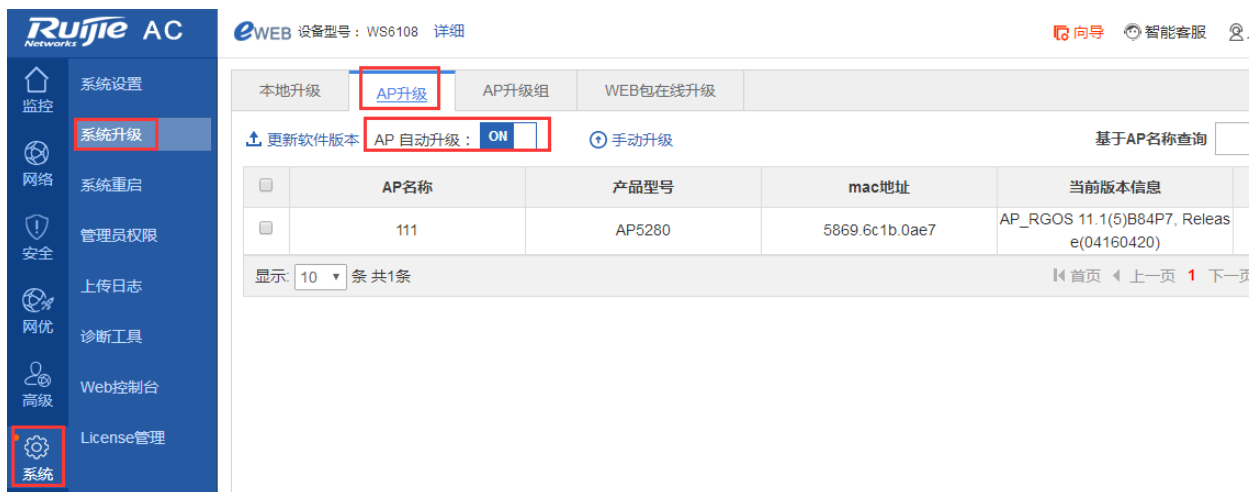 Ruijie AC
Networks
eWEB 设备型号：WS6108 详细
向导 智能客服
监控
网络
安全
网优
高级
系统
系统设置
系统升级
系统重启
管理员权限
上传日志
诊断工具
Web控制台
License管理
本地升级 AP升级 AP升级组 WEB包在线升级
更新软件版本 AP 自动升级： ON 手动升级 基于AP名称查询
AP名称 产品型号 mac地址 当前版本信息
111 AP5280 5869.6c1b.0ae7 AP_RGOS 11.1(5)B84P7, Releas
e(04160420)
显示: 10 条 共1条 首页 上一页 1 下一页